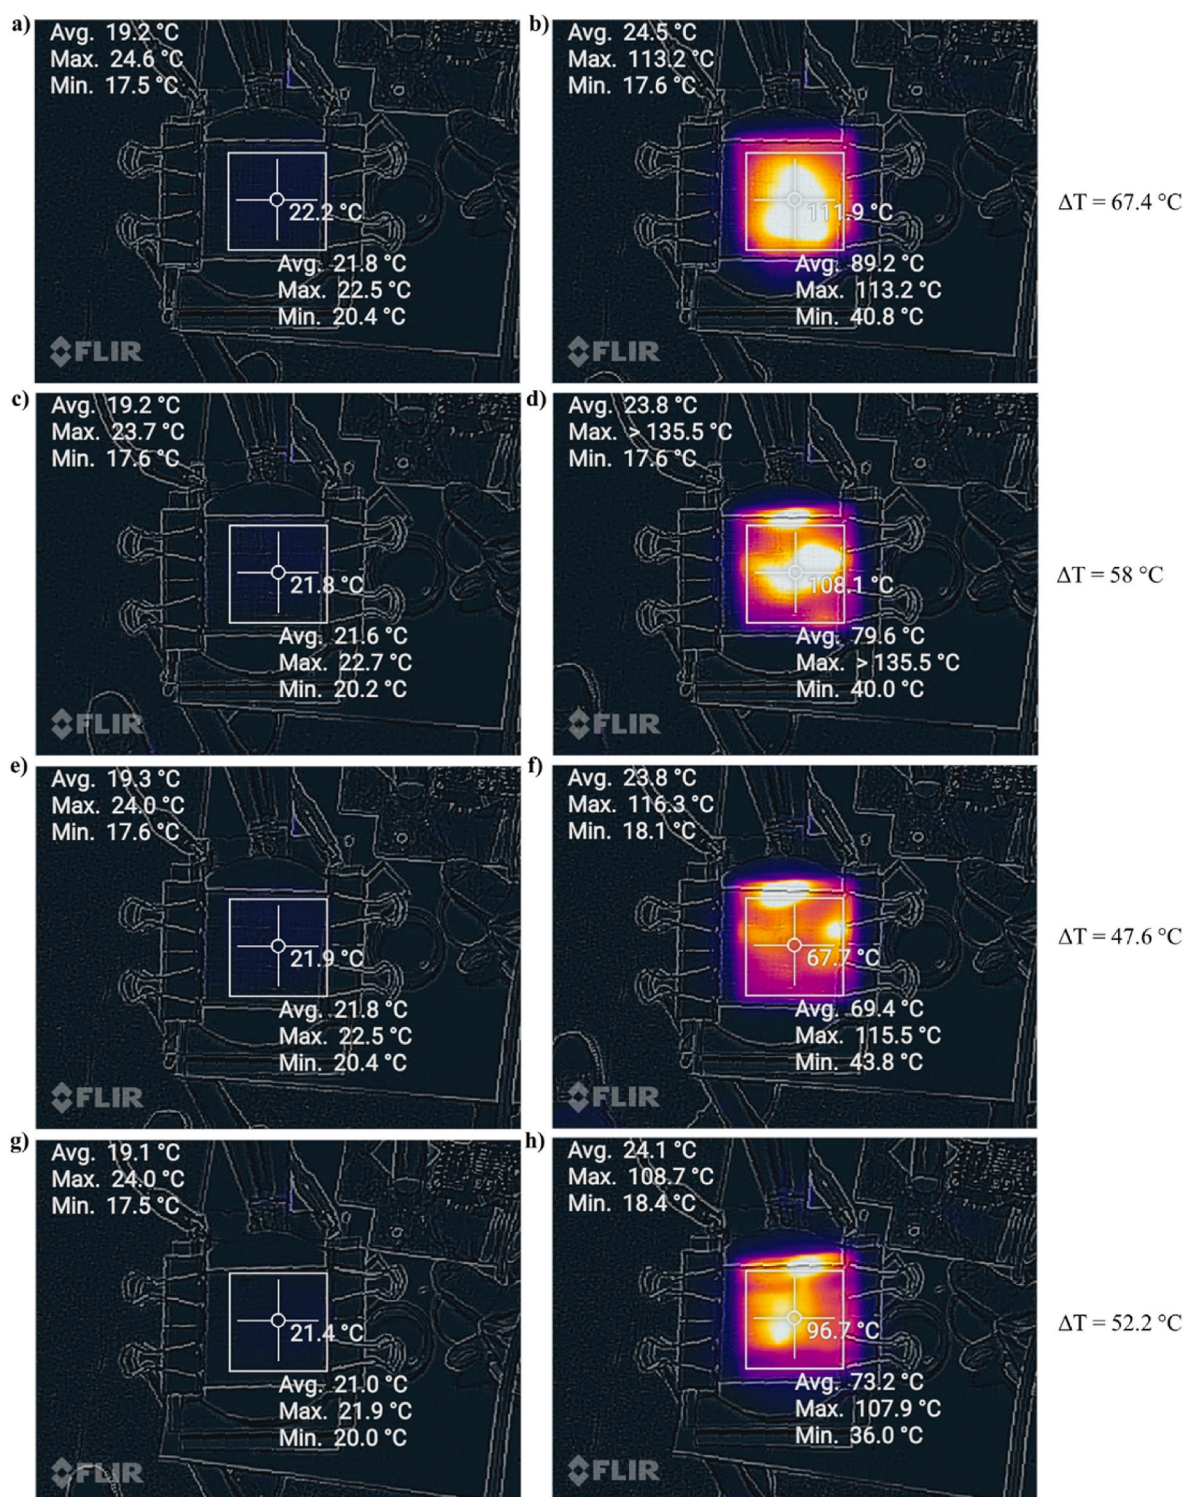 a)
Avg. 19.2 °C
Max. 24.6 °C
Min. 17.5 °C
22.2 °C
Avg. 21.8 °C
Max. 22.5 °C
Min. 20.4 °C
FLIR
b)
Avg. 24.5 °C
Max. 113.2 °C
Min. 17.6 °C
111.9 °C
Avg. 89.2 °C
Max. 113.2 °C
Min. 40.8 °C
FLIR
ΔT = 67.4 °C
c)
Avg. 19.2 °C
Max. 23.7 °C
Min. 17.6 °C
21.8 °C
Avg. 21.6 °C
Max. 22.7 °C
Min. 20.2 °C
FLIR
d)
Avg. 23.8 °C
Max. > 135.5 °C
Min. 17.6 °C
108.1 °C
Avg. 79.6 °C
Max. > 135.5 °C
Min. 40.0 °C
FLIR
ΔT = 58 °C
e)
Avg. 19.3 °C
Max. 24.0 °C
Min. 17.6 °C
21.9 °C
Avg. 21.8 °C
Max. 22.5 °C
Min. 20.4 °C
FLIR
f)
Avg. 23.8 °C
Max. 116.3 °C
Min. 18.1 °C
67.7 °C
Avg. 69.4 °C
Max. 115.5 °C
Min. 43.8 °C
FLIR
ΔT = 47.6 °C
g)
Avg. 19.1 °C
Max. 24.0 °C
Min. 17.5 °C
21.4 °C
Avg. 21.0 °C
Max. 21.9 °C
Min. 20.0 °C
FLIR
h)
Avg. 24.1 °C
Max. 108.7 °C
Min. 18.4 °C
96.7 °C
Avg. 73.2 °C
Max. 107.9 °C
Min. 36.0 °C
FLIR
ΔT = 52.2 °C